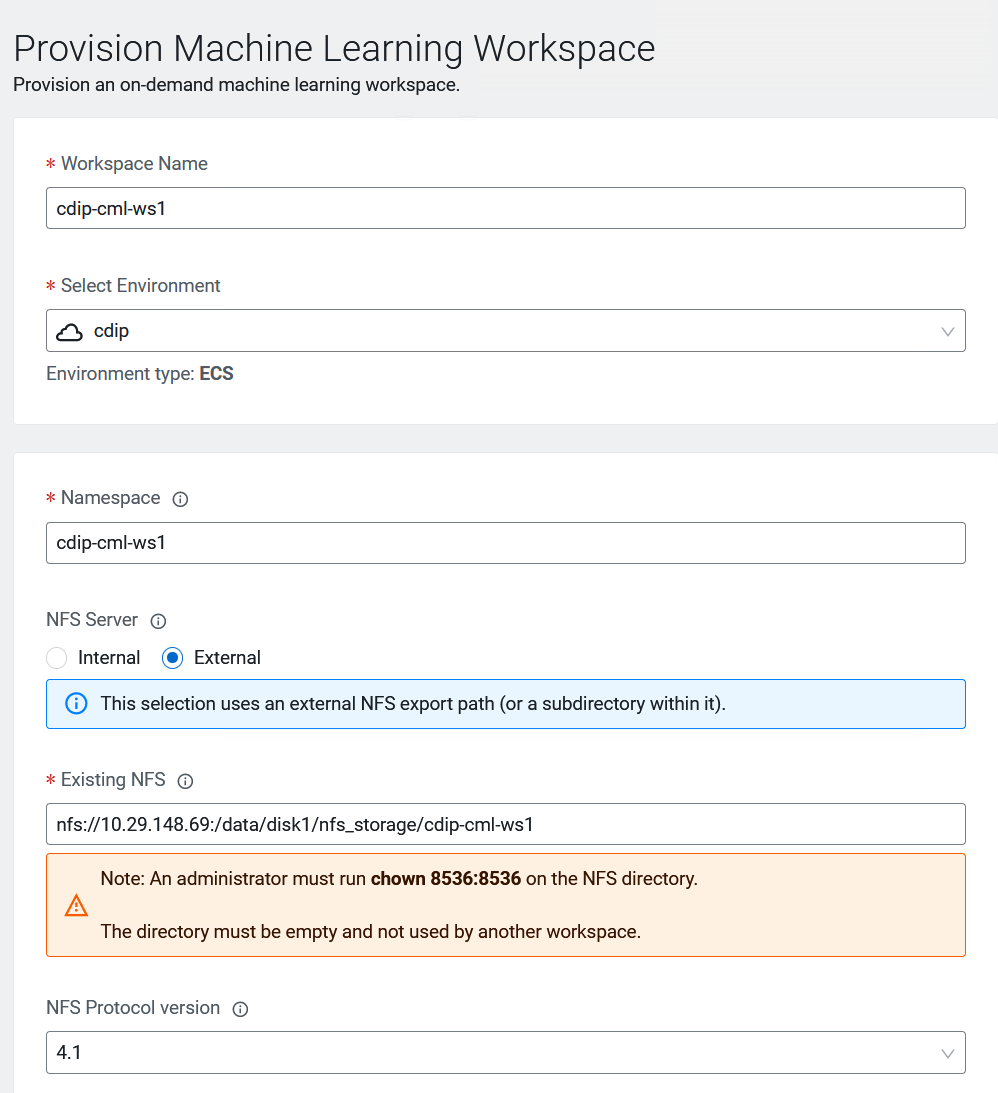 Provision Machine Learning Workspace
Provision an on-demand machine learning workspace.
* Workspace Name
cdip-cml-ws1
* Select Environment
cdip
Environment type: ECS
* Namespace
cdip-cml-ws1
NFS Server
Internal External
This selection uses an external NFS export path (or a subdirectory within it).
* Existing NFS
nfs://10.29.148.69:/data/disk1/nfs_storage/cdip-cml-ws1
Note: An administrator must run chown 8536:8536 on the NFS directory.
The directory must be empty and not used by another workspace.
NFS Protocol version
4.1